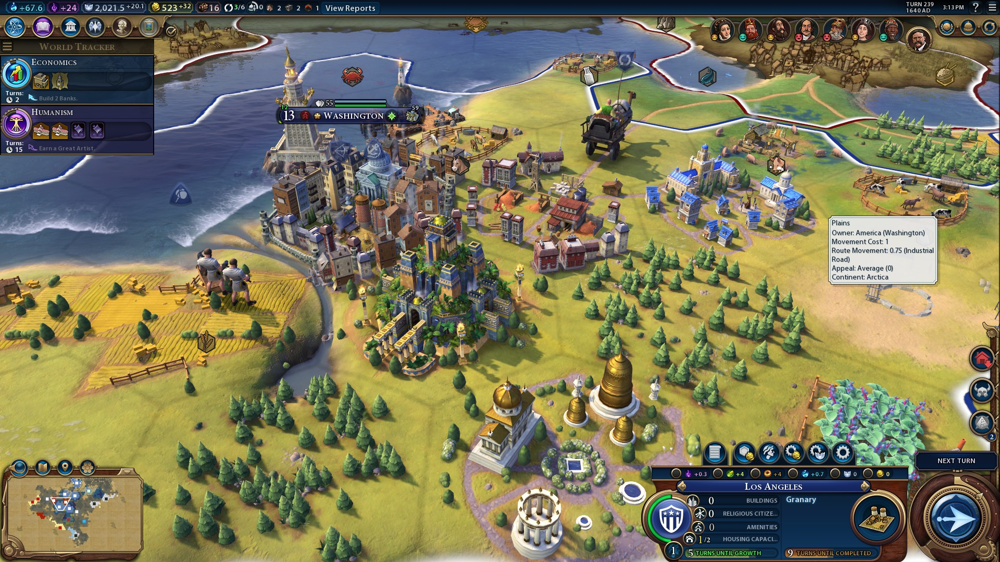 +67.6 +24 2,021.5 +20.1 523 +32 16 3/6 0 2 2 1 View Reports
TURN 239
1640 AD
3:13 PM ?
WORLD TRACKER
ECONOMICS
Turns:
2
Build 2 Banks.
HUMANISM
Turns:
15
Earn a Great Artist.
55
12
13 WASHINGTON
59
Plains
Owner: America (Washington)
Movement Cost: 1
Route Movement: 0.75 (Industrial
Road)
Appeal: Average (0)
Continent: Arctica
2
NEXT TURN
+0.3 +4 +4 +0.7 0 0
LOS ANGELES
0 BUILDINGS
Granary
0 RELIGIOUS CITIZE...
0 AMENITIES
1/2 HOUSING CAPACI...
1
5 TURNS UNTIL GROWTH
9 TURNS UNTIL COMPLETED